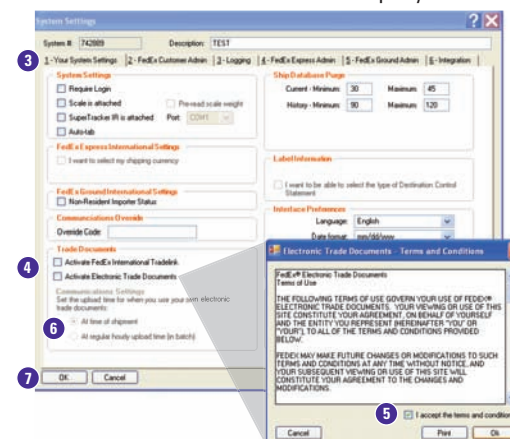 System Settings
System #: 742889 Description: TEST
3 1 - Your System Settings 2 - FedEx Customer Admin 3 - Logging 4 - FedEx Express Admin 5 - FedEx Ground Admin 6 - Integration
System Settings
Require Login
Scale is attached Pre-read scale weight
SuperTracker IR is attached Port: COM1
Auto-tab
FedEx Express International Settings
I want to select my shipping currency
FedEx Ground International Settings
Non-Resident Importer Status
Communications Override
Override Code:
4 Trade Documents
Activate FedEx International Tradelink
Activate Electronic Trade Documents
Communications Settings
Set the upload time for when you use your own electronic
trade documents:
6 At time of shipment
At regular hourly upload time (in batch)
7 OK Cancel
Ship Database Purge
Current - Minimum: 30 Maximum: 45
History - Minimum: 90 Maximum: 120
Label Information
I want to be able to select the type of Destination Control
Statement
Interface Preferences
Language: English
Date format: mm/dd/yyyy
Electronic Trade Documents - Terms and Conditions
FedEx® Electronic Trade Documents
Terms of Use
THE FOLLOWING TERMS OF USE GOVERN YOUR USE OF FEDEX®
ELECTRONIC TRADE DOCUMENTS. YOUR VIEWING OR USE OF THIS
SITE CONSTITUTE YOUR AGREEMENT, ON BEHALF OF YOURSELF
AND THE ENTITY YOU REPRESENT (HEREINAFTER "YOU" OR
"YOUR"), TO ALL OF THE TERMS AND CONDITIONS PROVIDED
BELOW.
FEDEX MAY MAKE FUTURE CHANGES OR MODIFICATIONS TO SUCH
TERMS AND CONDITIONS AT ANY TIME WITHOUT NOTICE, AND
YOUR SUBSEQUENT VIEWING OR USE OF THIS SITE WILL
CONSTITUTE YOUR AGREEMENT TO THE CHANGES AND
MODIFICATIONS.
5 I accept the terms and condition
Cancel Print Ok